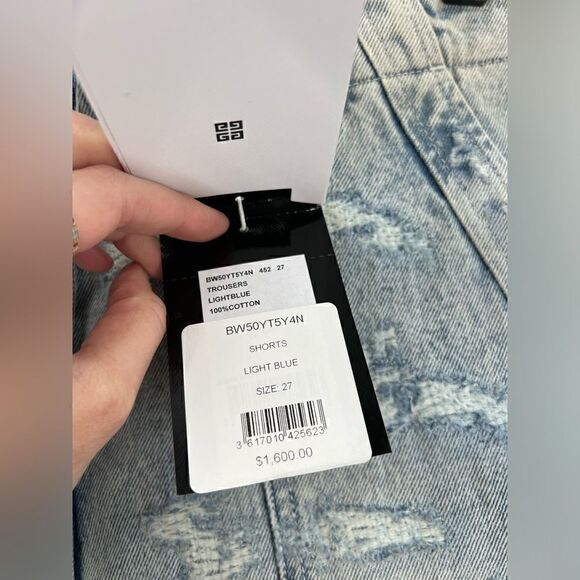 BW50YT5Y4N 452 27
TROUSERS
LIGHTBLUE
100%COTTON
BW50YT5Y4N
SHORTS
LIGHT BLUE
SIZE: 27
3 617010 425623
$1,600.00